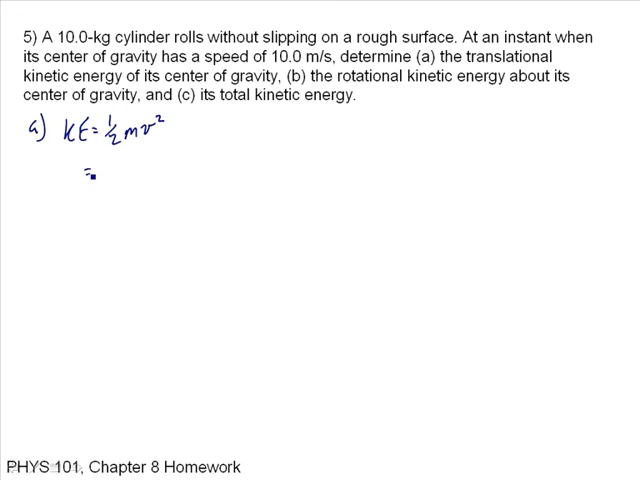 5) A 10.0-kg cylinder rolls without slipping on a rough surface. At an instant when
its center of gravity has a speed of 10.0 m/s, determine (a) the translational
kinetic energy of its center of gravity, (b) the rotational kinetic energy about its
center of gravity, and (c) its total kinetic energy.
a) KE = ½mv²
=
PHYS 101, Chapter 8 Homework